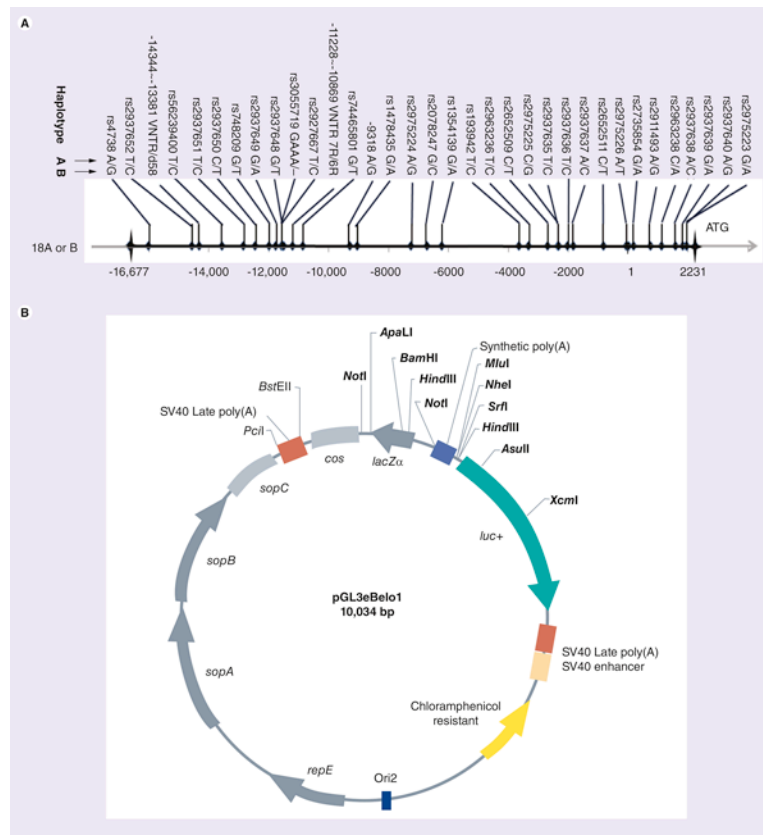 A
Haplotype
A
B
rs4738 A/G
rs2937652 T/C
-14344–-13381 VNTR/d58
rs56239400 T/C
rs2937651 T/C
rs2937650 C/T
rs748209 G/T
rs2937649 G/A
rs2937648 G/T
rs3055719 GAAA/–
rs2927667 T/C
-11228–-10869 VNTR 7R/6R
rs74465801 G/T
-9318 A/G
rs1478435 G/A
rs2975224 A/G
rs2078247 G/C
rs1354139 G/A
rs193942 T/C
rs2963236 T/C
rs2652509 C/T
rs2975225 C/G
rs2937635 T/C
rs2937636 T/C
rs2937637 A/C
rs2652511 C/T
rs2975226 A/T
rs2735854 G/A
rs2911493 A/G
rs2963238 C/A
rs2937638 A/C
rs2937639 G/A
rs2937640 A/G
rs2975223 G/A
ATG
18A or B
-16,677 -14,000 -12,000 -10,000 -8000 -6000 -4000 -2000 1 2231
B
ApaLI
Synthetic poly(A)
BamHI
MluI
NotI
HindIII
NheI
BstEII
NotI
SrfI
SV40 Late poly(A)
HindIII
PciI
AsuII
cos
lacZα
sopC
XcmI
luc+
sopB
pGL3eBelo1
10,034 bp
SV40 Late poly(A)
SV40 enhancer
sopA
Chloramphenicol
resistant
repE
Ori2